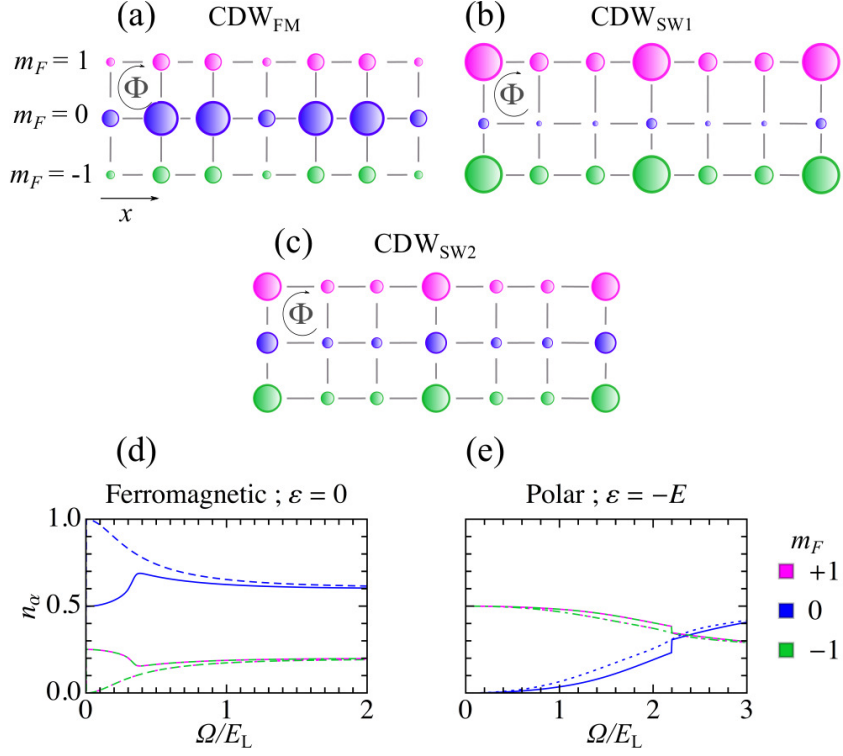 (a) CDW_FM
m_F = 1
Φ
m_F = 0
m_F = -1
x
(b) CDW_SW1
Φ
(c) CDW_SW2
Φ
(d)
Ferromagnetic ; ε = 0
1.0
n_α
0.5
0.0
0 1 2
Ω/E_L
(e)
Polar ; ε = −E
0 1 2 3
Ω/E_L
m_F
+1
0
−1